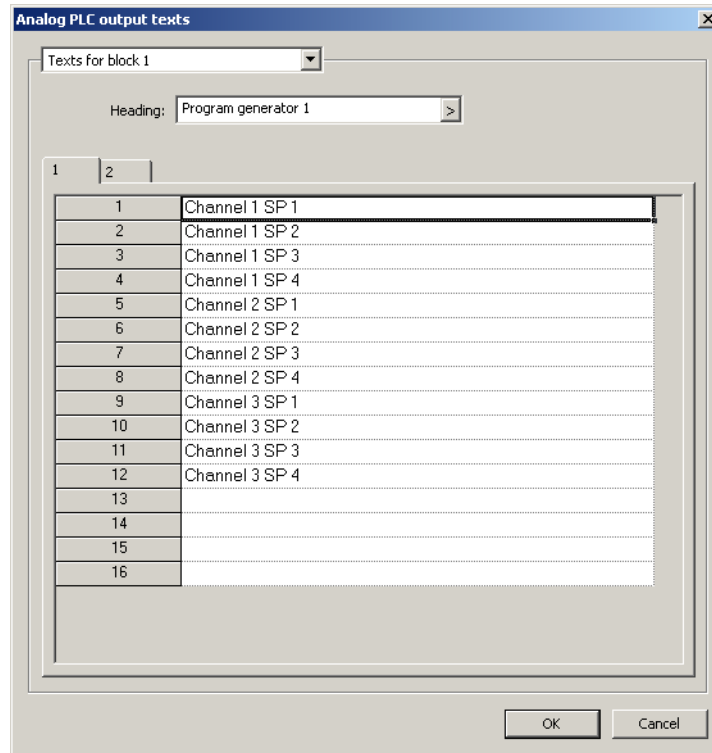 Analog PLC output texts
Texts for block 1
Heading: Program generator 1 >
1 2
1 Channel 1 SP 1
2 Channel 1 SP 2
3 Channel 1 SP 3
4 Channel 1 SP 4
5 Channel 2 SP 1
6 Channel 2 SP 2
7 Channel 2 SP 3
8 Channel 2 SP 4
9 Channel 3 SP 1
10 Channel 3 SP 2
11 Channel 3 SP 3
12 Channel 3 SP 4
13
14
15
16
OK Cancel